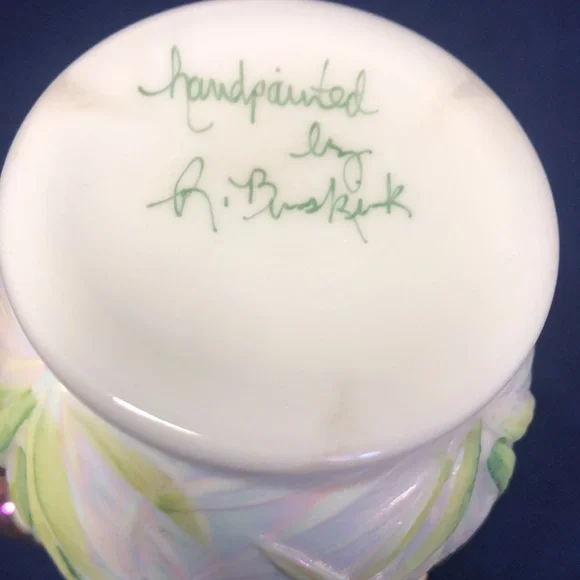 handpainted
by
R. Buskirk